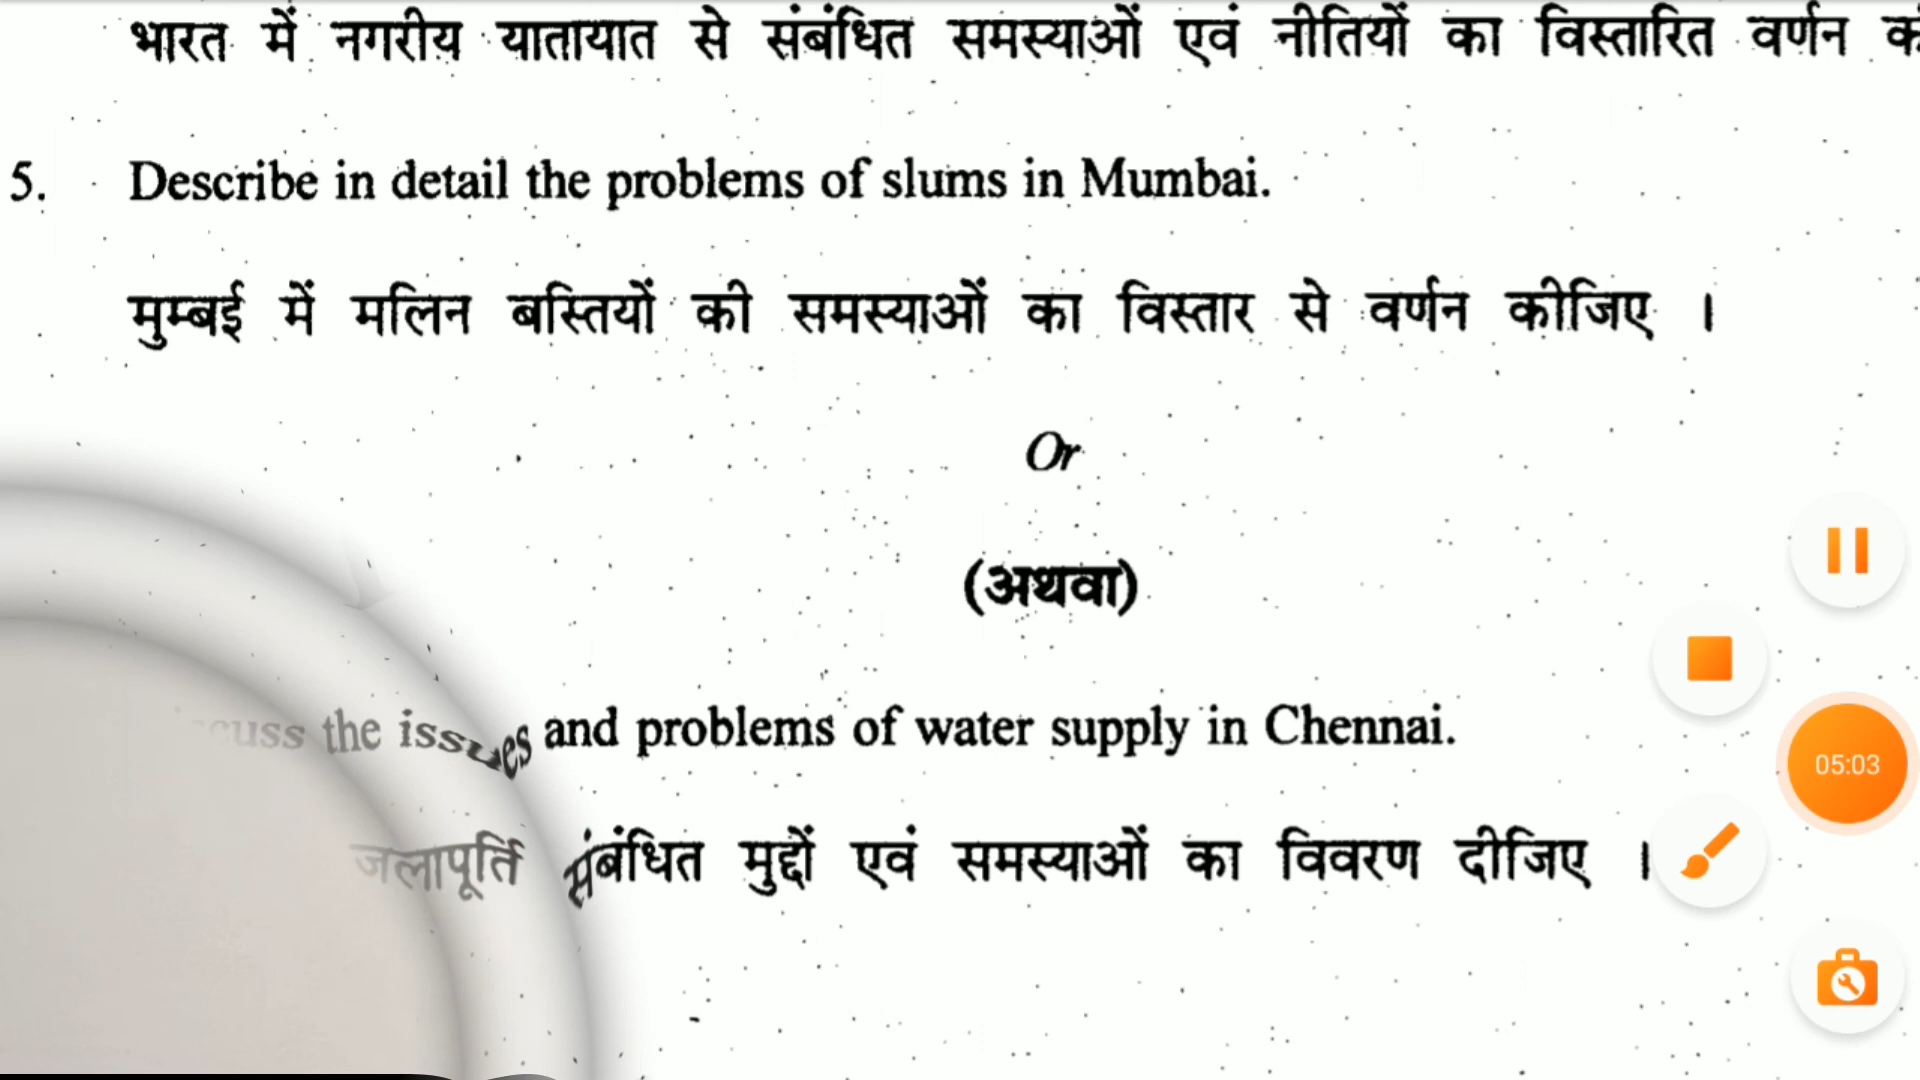 भारत में नगरीय यातायात से संबंधित समस्याओं एवं नीतियों का विस्तारित वर्णन
5. Describe in detail the problems of slums in Mumbai.
मुम्बई में मलिन बस्तियों की समस्याओं का विस्तार से वर्णन कीजिए ।
Or
(अथवा)
the issues and problems of water supply in Chennai.
जलापूर्ति संबंधित मुद्दों एवं समस्याओं का विवरण दीजिए ।
05:03